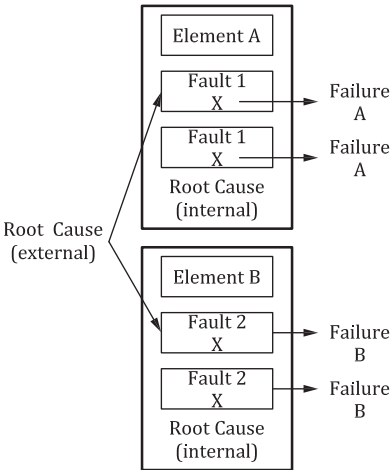 Element A
Fault 1
X
Failure
A
Fault 1
X
Failure
A
Root Cause
(internal)
Root Cause
(external)
Element B
Fault 2
X
Failure
B
Fault 2
X
Failure
B
Root Cause
(internal)